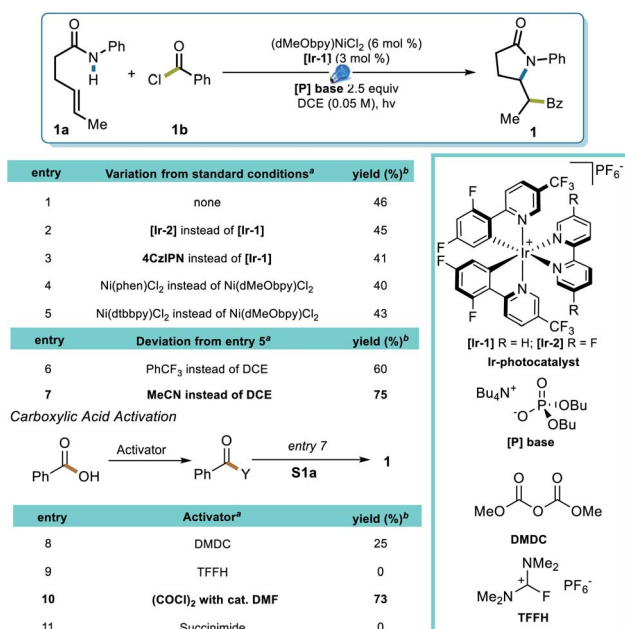 O
N
Ph
H
Me
1a
+
O
Cl
Ph
1b
(dMeObpy)NiCl2 (6 mol %)
[Ir-1] (3 mol %)
[P] base 2.5 equiv
DCE (0.05 M), hv
O
N
Ph
Bz
Me
1
entry Variation from standard conditionsa yield (%)b
1 none 46
2 [Ir-2] instead of [Ir-1] 45
3 4CzIPN instead of [Ir-1] 41
4 Ni(phen)Cl2 instead of Ni(dMeObpy)Cl2 40
5 Ni(dtbbpy)Cl2 instead of Ni(dMeObpy)Cl2 43
entry Deviation from entry 5a yield (%)b
6 PhCF3 instead of DCE 60
7 MeCN instead of DCE 75
Carboxylic Acid Activation
O
Ph
OH
Activator
O
Ph
Y
entry 7
S1a
1
entry Activatora yield (%)b
8 DMDC 25
9 TFFH 0
10 (COCl)2 with cat. DMF 73
11 Succinimide 0
PF6-
CF3
F
R
N
N
F
Ir+
F
N
N
R
F
CF3
[Ir-1] R = H; [Ir-2] R = F
Ir-photocatalyst
Bu4N+
O
-O
P
OBu
OBu
[P] base
O O
MeO O OMe
DMDC
NMe2
+
Me2N F PF6-
TFFH